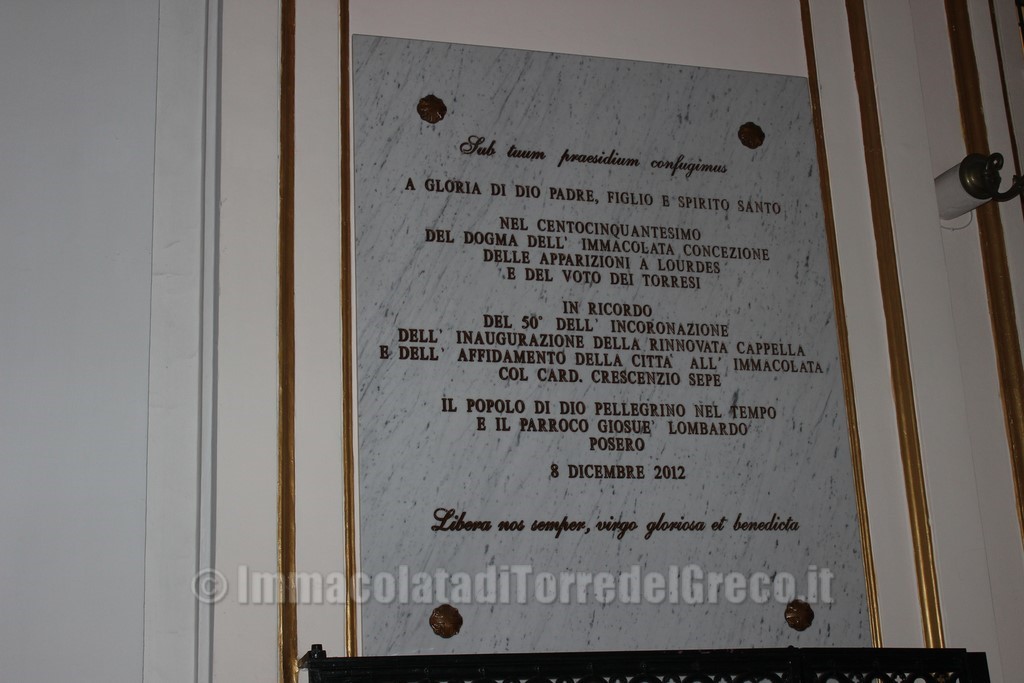 Sub tuum praesidium confugimus
A GLORIA DI DIO PADRE, FIGLIO E SPIRITO SANTO
NEL CENTOCINQUANTESIMO
DEL DOGMA DELL' IMMACOLATA CONCEZIONE
DELLE APPARIZIONI A LOURDES
E DEL VOTO DEI TORRESI
IN RICORDO
DEL 50° DELL' INCORONAZIONE
DELL' INAUGURAZIONE DELLA RINNOVATA CAPPELLA
E DELL' AFFIDAMENTO DELLA CITTA' ALL' IMMACOLATA
COL CARD. CRESCENZIO SEPE
IL POPOLO DI DIO PELLEGRINO NEL TEMPO
E IL PARROCO GIOSUE' LOMBARDO
POSERO
8 DICEMBRE 2012
Libera nos semper, virgo gloriosa et benedicta
© ImmacolatadiTorredelGreco.it